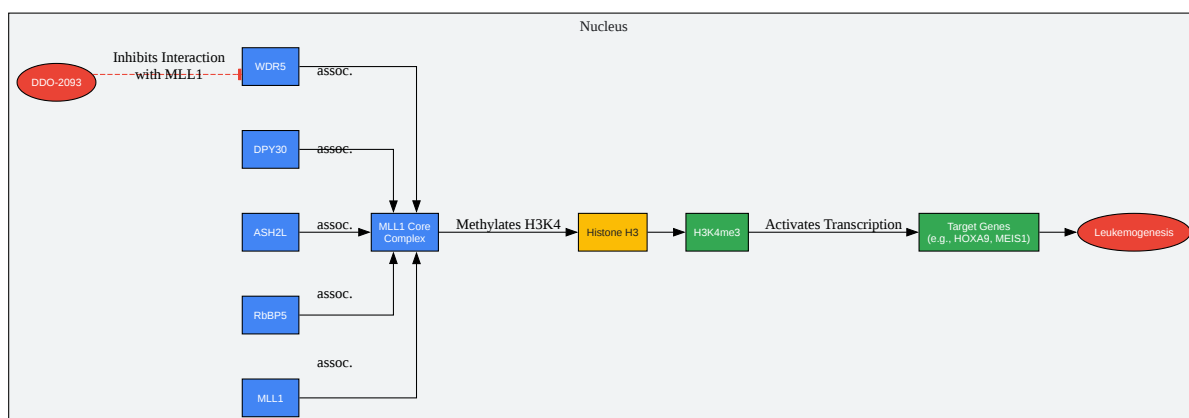 Nucleus
Inhibits Interaction
with MLL1
DDO-2093
WDR5
assoc.
DPY30
assoc.
ASH2L
assoc.
MLL1 Core
Complex
Methylates H3K4
Histone H3
H3K4me3
Activates Transcription
Target Genes
(e.g., HOXA9, MEIS1)
Leukemogenesis
RbBP5
assoc.
MLL1
assoc.